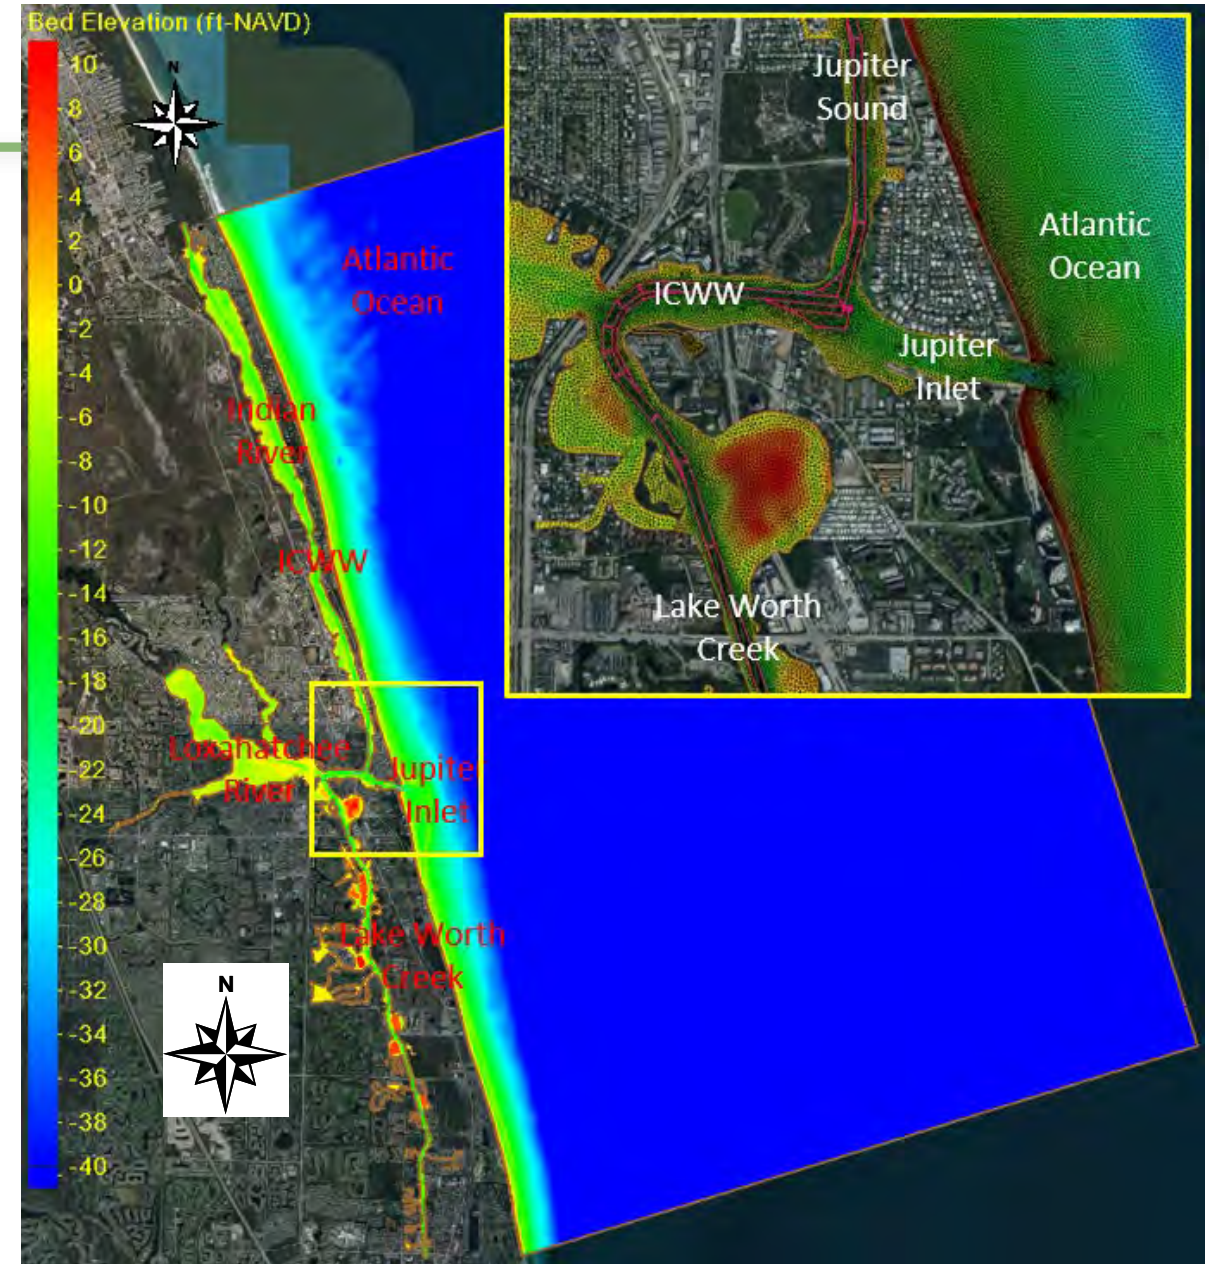 Bed Elevation (ft-NAVD)
10
8
6
4
2
0
-2
-4
-6
-8
-10
-12
-14
-16
-18
-20
-22
-24
-26
-28
-30
-32
-34
-36
-38
-40
N
Atlantic
Ocean
Indian
River
ICWW
Loxahatchee
River
Jupiter
Inlet
Lake Worth
Creek
N
Jupiter
Sound
Atlantic
Ocean
ICWW
Jupiter
Inlet
Lake Worth
Creek